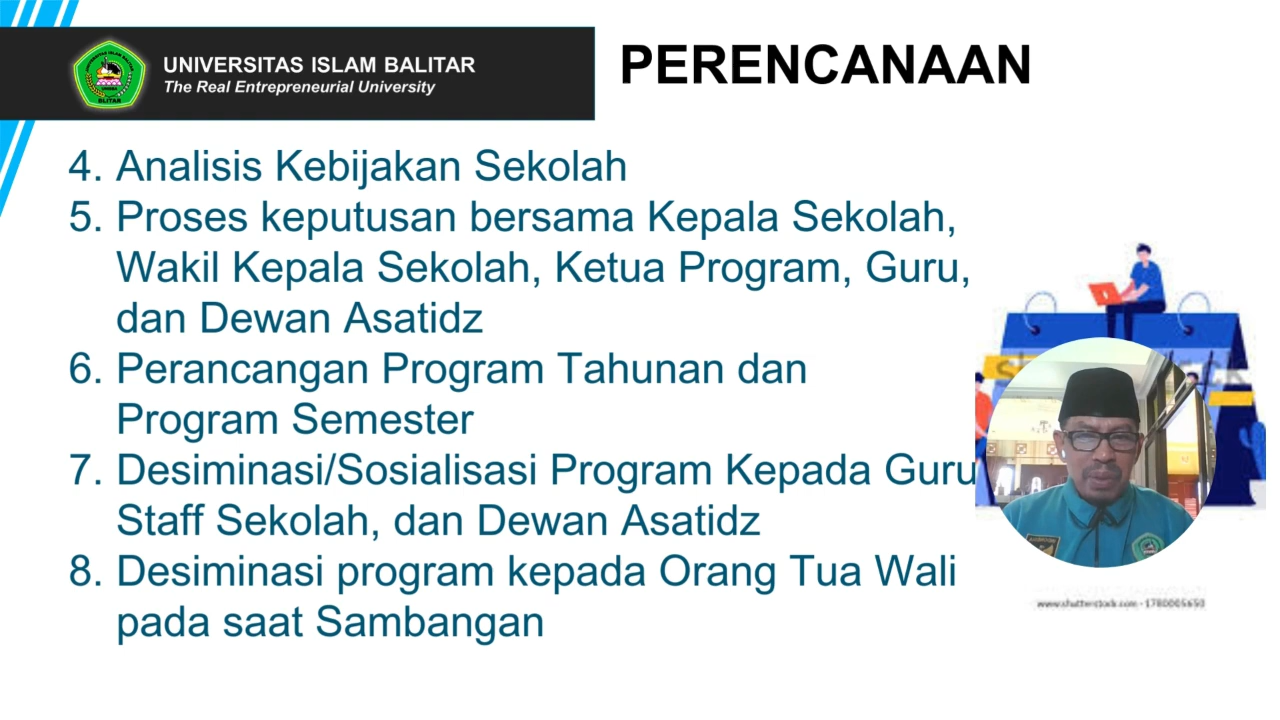 UNIVERSITAS ISLAM BALITAR
The Real Entrepreneurial University
PERENCANAAN
4. Analisis Kebijakan Sekolah
5. Proses keputusan bersama Kepala Sekolah,
Wakil Kepala Sekolah, Ketua Program, Guru,
dan Dewan Asatidz
6. Perancangan Program Tahunan dan
Program Semester
7. Desiminasi/Sosialisasi Program Kepada Guru
Staff Sekolah, dan Dewan Asatidz
8. Desiminasi program kepada Orang Tua Wali
pada saat Sambangan
www.shutterstock.com · 1780005650